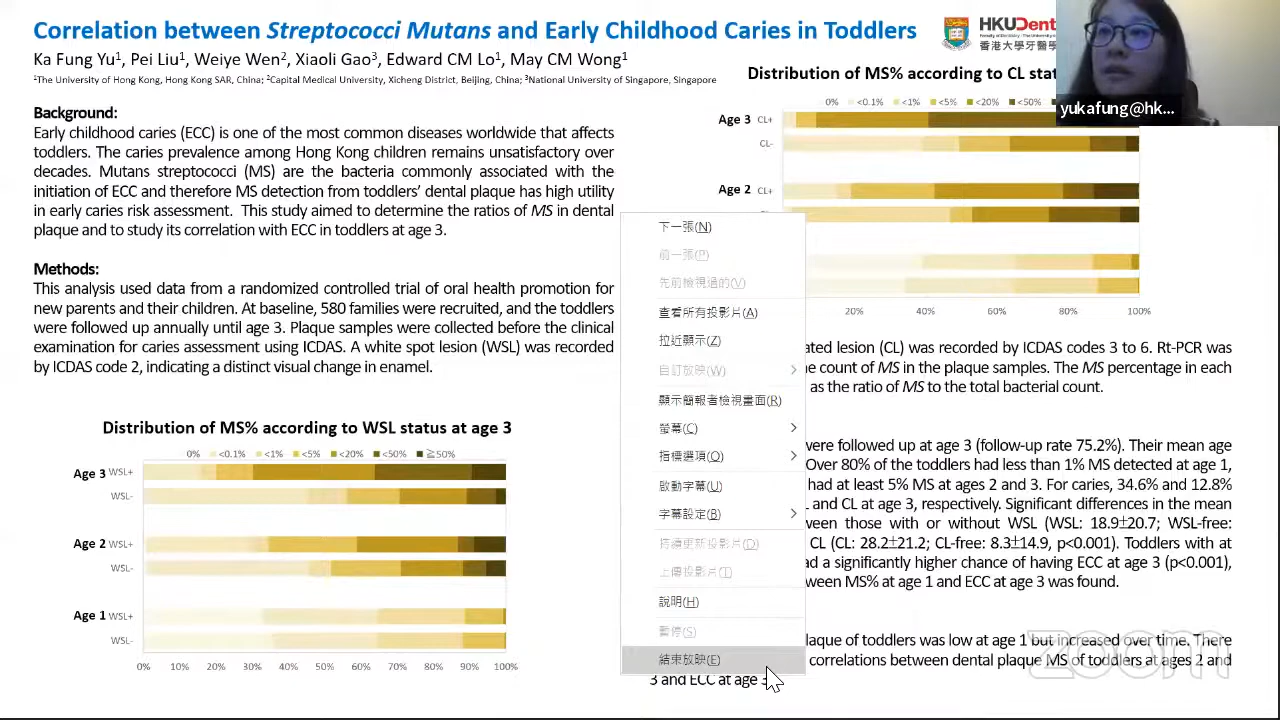 Correlation between Streptococci Mutans and Early Childhood Caries in Toddlers
Ka Fung Yu1, Pei Liu1, Weiye Wen2, Xiaoli Gao3, Edward CM Lo1, May CM Wong1
1The University of Hong Kong, Hong Kong SAR, China; 2Capital Medical University, Xicheng District, Beijing, China; 3National University of Singapore, Singapore
Background:
Early childhood caries (ECC) is one of the most common diseases worldwide that affects
toddlers. The caries prevalence among Hong Kong children remains unsatisfactory over
decades. Mutans streptococci (MS) are the bacteria commonly associated with the
initiation of ECC and therefore MS detection from toddlers' dental plaque has high utility
in early caries risk assessment. This study aimed to determine the ratios of MS in dental
plaque and to study its correlation with ECC in toddlers at age 3.
Methods:
This analysis used data from a randomized controlled trial of oral health promotion for
new parents and their children. At baseline, 580 families were recruited, and the toddlers
were followed up annually until age 3. Plaque samples were collected before the clinical
examination for caries assessment using ICDAS. A white spot lesion (WSL) was recorded
by ICDAS code 2, indicating a distinct visual change in enamel.
Distribution of MS% according to WSL status at age 3
0% <0.1% <1% <5% <20% <50% ≧50%
Age 3 WSL+
WSL-
Age 2 WSL+
WSL-
Age 1 WSL+
WSL-
0% 10% 20% 30% 40% 50% 60% 70% 80% 90% 100%
HKUDent
香港大學牙醫學
yukafung@hk...
Distribution of MS% according to CL stat
0% <0.1% <1% <5% <20% <50%
Age 3 CL+
CL-
Age 2 CL+
20% 40% 60% 80% 100%
ated lesion (CL) was recorded by ICDAS codes 3 to 6. Rt-PCR was
e count of MS in the plaque samples. The MS percentage in each
as the ratio of MS to the total bacterial count.
were followed up at age 3 (follow-up rate 75.2%). Their mean age
Over 80% of the toddlers had less than 1% MS detected at age 1,
had at least 5% MS at ages 2 and 3. For caries, 34.6% and 12.8%
and CL at age 3, respectively. Significant differences in the mean
ween those with or without WSL (WSL: 18.9±20.7; WSL-free:
CL (CL: 28.2±21.2; CL-free: 8.3±14.9, p<0.001). Toddlers with at
ad a significantly higher chance of having ECC at age 3 (p<0.001),
ween MS% at age 1 and ECC at age 3 was found.
laque of toddlers was low at age 1 but increased over time. There
correlations between dental plaque MS of toddlers at ages 2 and
3 and ECC at age 3
下一張(N)
前一張(P)
先前檢視過的(V)
查看所有投影片(A)
拉近顯示(Z)
自訂放映(W)
顯示簡報者檢視畫面(R)
螢幕(C)
指標選項(O)
啟動字幕(U)
字幕設定(B)
持續更新投影片(D)
上傳投影片(T)
說明(H)
暫停(S)
結束放映(E)
zoom